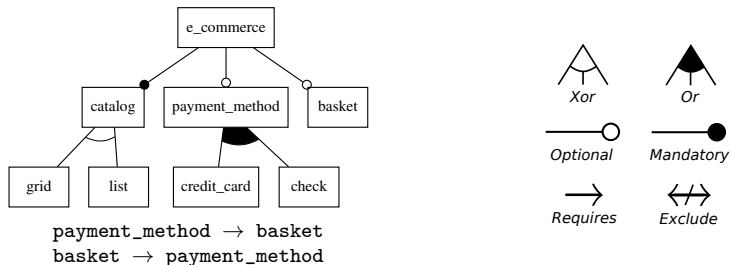 e_commerce
catalog
payment_method
basket
grid
list
credit_card
check
payment_method → basket
basket → payment_method
Xor
Or
Optional
Mandatory
Requires
Exclude